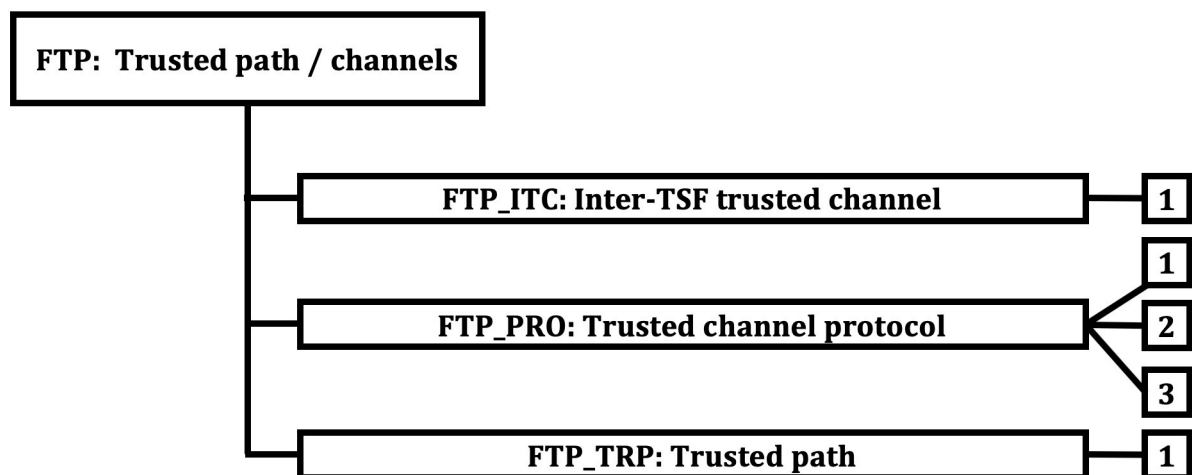 FTP: Trusted path / channels
FTP_ITC: Inter-TSF trusted channel
1
1
FTP_PRO: Trusted channel protocol
2
3
FTP_TRP: Trusted path
1